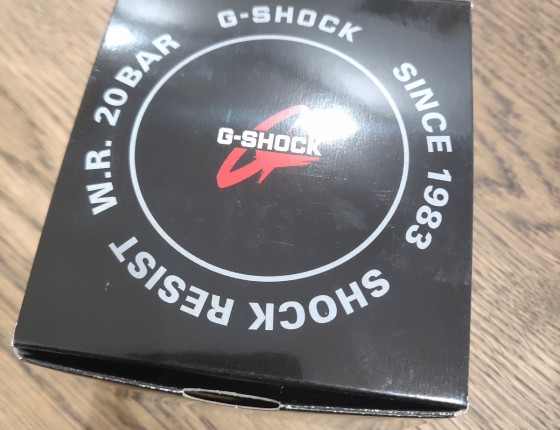 G-SHOCK
SINCE 1983
SHOCK RESIST
W.R. 20BAR
G-SHOCK